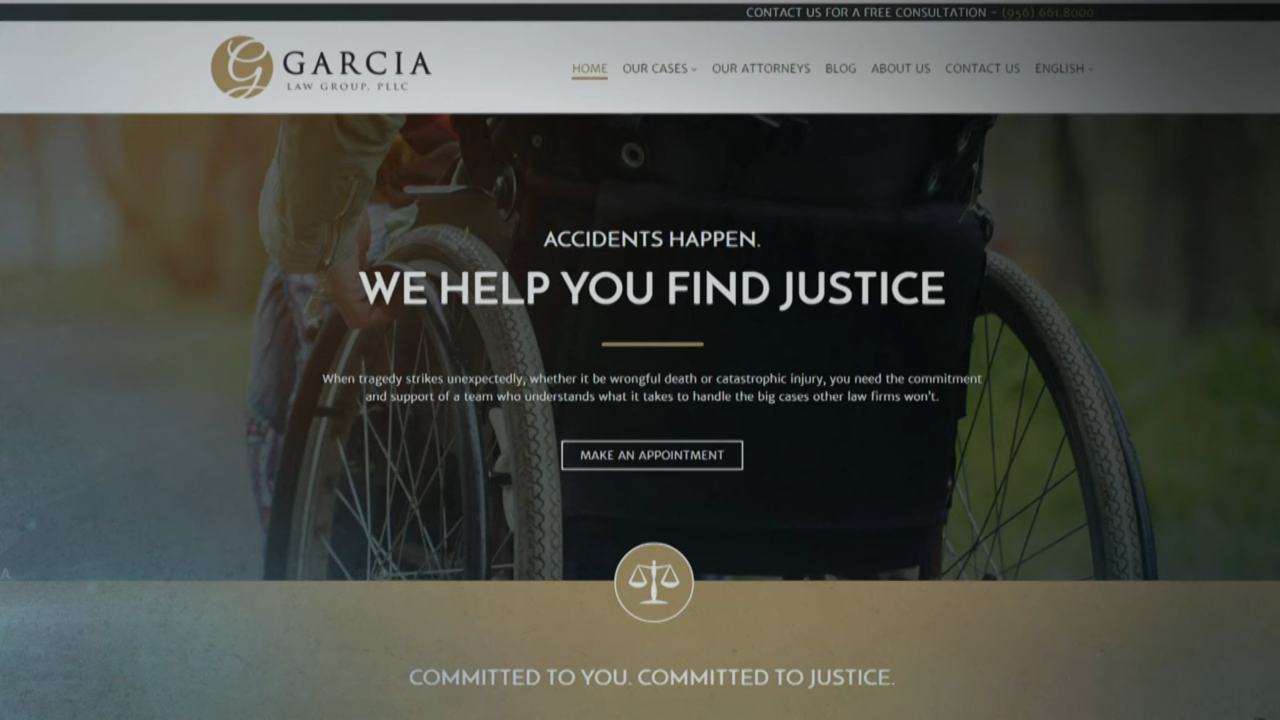 CONTACT US FOR A FREE CONSULTATION - (956) 661.8000
GARCIA
LAW GROUP, PLLC
HOME OUR CASES OUR ATTORNEYS BLOG ABOUT US CONTACT US ENGLISH
ACCIDENTS HAPPEN.
WE HELP YOU FIND JUSTICE
When tragedy strikes unexpectedly, whether it be wrongful death or catastrophic injury, you need the commitment
and support of a team who understands what it takes to handle the big cases other law firms won't.
MAKE AN APPOINTMENT
COMMITTED TO YOU. COMMITTED TO JUSTICE.